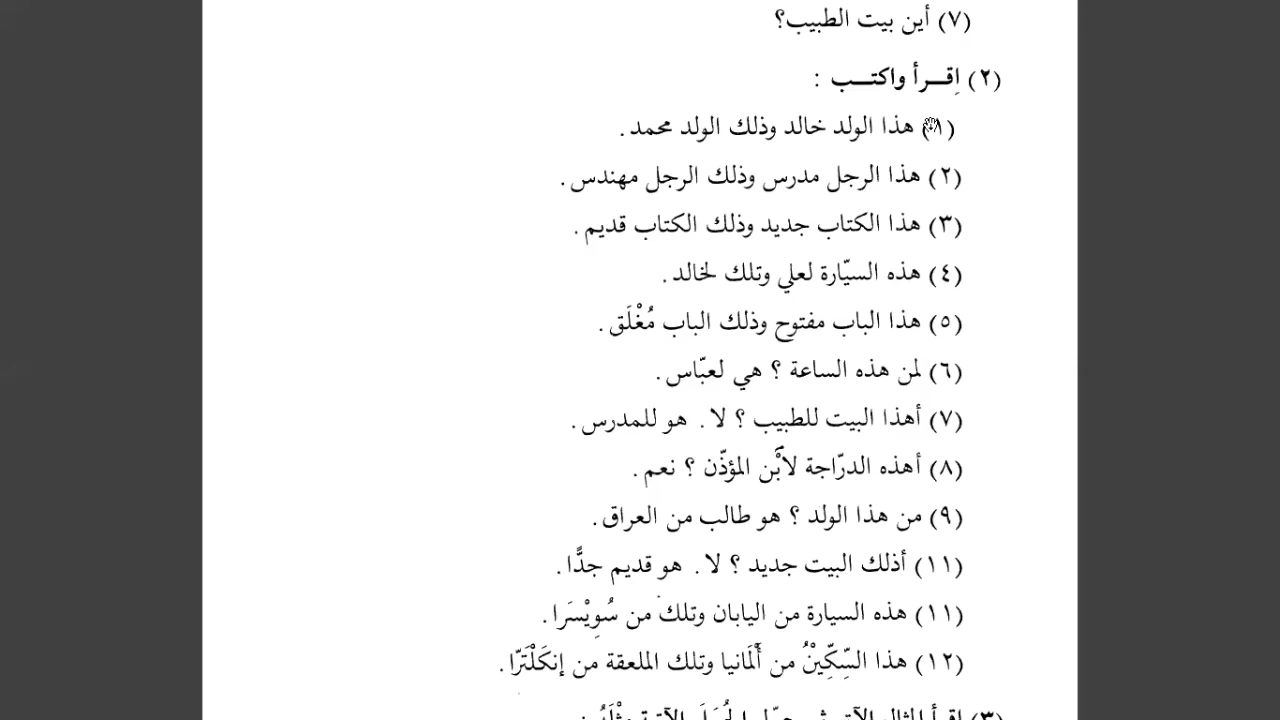 (٧) أين بيت الطبيب؟
(٢) اِقـرأ واكتـب :
(١) هذا الولد خالد وذلك الولد محمد.
(٢) هذا الرجل مدرس وذلك الرجل مهندس.
(٣) هذا الكتاب جديد وذلك الكتاب قديم.
(٤) هذه السيّارة لعلي وتلك لخالد.
(٥) هذا الباب مفتوح وذلك الباب مُغْلَق.
(٦) لمن هذه الساعة ؟ هي لعبّاس.
(٧) أهذا البيت للطبيب ؟ لا. هو للمدرس.
(٨) أهذه الدرّاجة لابْن المؤذّن ؟ نعم.
(٩) من هذا الولد ؟ هو طالب من العراق.
(١١) أذلك البيت جديد ؟ لا. هو قديم جدًّا.
(١١) هذه السيارة من اليابان وتلك من سُوِيْسَرا.
(١٢) هذا السِّكِّيْنُ من أَلْمَانيا وتلك الملعقة من إنكَلْتَرّا.